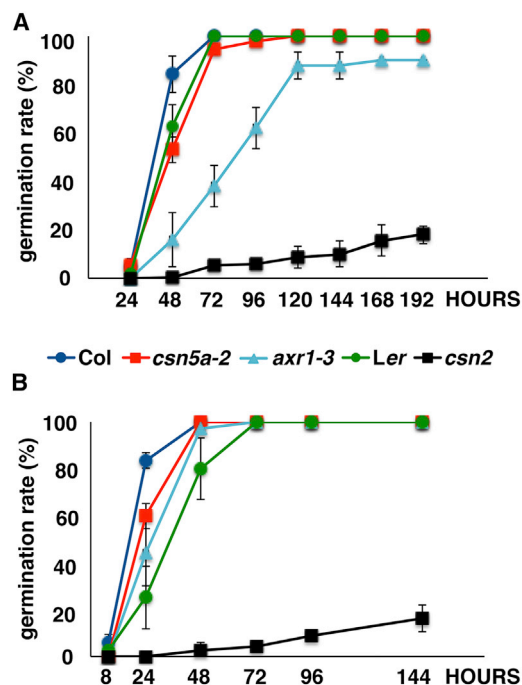 A
germination rate (%)
100
80
60
40
20
0
24 48 72 96 120 144 168 192 HOURS
Col csn5a-2 axr1-3 Ler csn2
B
germination rate (%)
100
80
60
40
20
0
8 24 48 72 96 144 HOURS